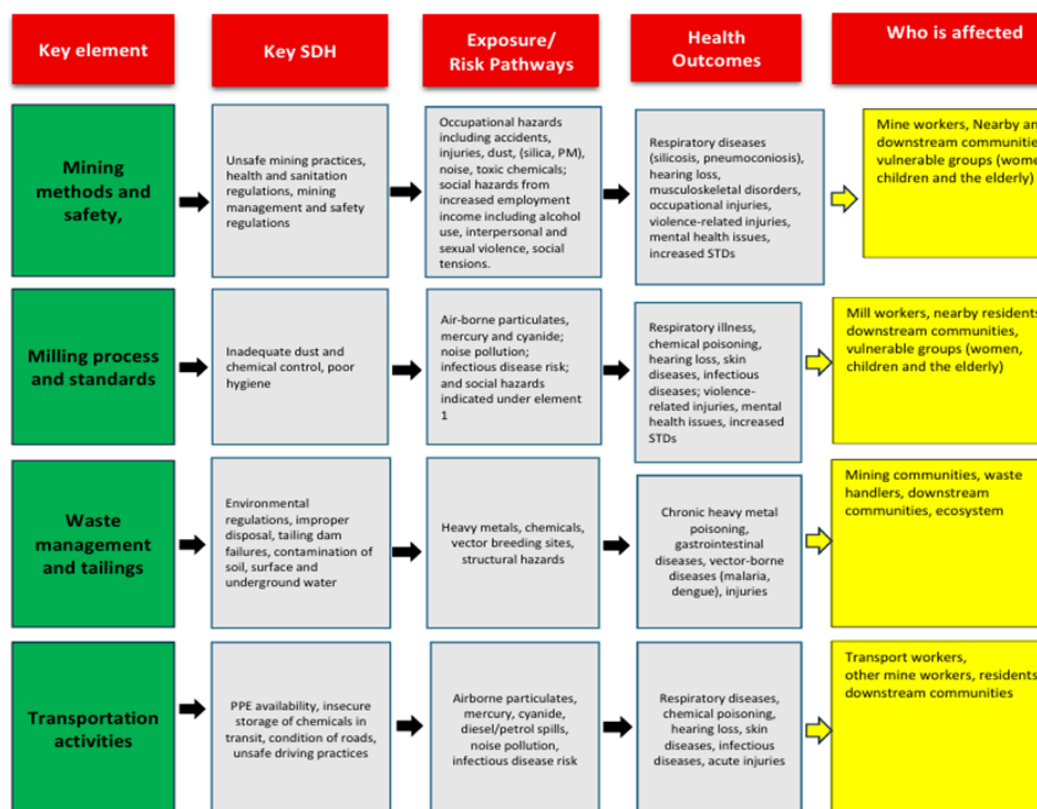 Key element
Key SDH
Exposure/
Risk Pathways
Health
Outcomes
Who is affected
Mining
methods and
safety,
Unsafe mining practices,
health and sanitation
regulations, mining
management and safety
regulations
Occupational hazards
including accidents,
injuries, dust, (silica, PM),
noise, toxic chemicals;
social hazards from
increased employment
income including alcohol
use, interpersonal and
sexual violence, social
tensions.
Respiratory diseases
(silicosis, pneumoconiosis),
hearing loss,
musculoskeletal disorders,
occupational injuries,
violence-related injuries,
mental health issues,
increased STDs
Mine workers, Nearby
downstream
vulnerable groups
children and the elderly)
Milling process
and standards
Inadequate dust and
chemical control, poor
hygiene
Air-borne particulates,
mercury and cyanide;
noise pollution;
infectious disease risk;
and social hazards
indicated under element
1
Respiratory illness,
chemical poisoning,
hearing loss, skin
diseases, infectious
diseases; violence-
related injuries, mental
health issues, increased
STDs
Mill workers, nearby residents
downstream communities,
vulnerable groups (women,
children and the elderly)
Waste
management
and tailings
Environmental
regulations, improper
disposal, tailing dam
failures, contamination of
soil, surface and
underground water
Heavy metals, chemicals,
vector breeding sites,
structural hazards
Chronic heavy metal
poisoning,
gastrointestinal
diseases, vector-borne
diseases (malaria,
dengue), injuries
Mining communities, waste
handlers, downstream
communities, ecosystem
Transportation
activities
PPE availability, insecure
storage of chemicals in
transit, condition of roads,
unsafe driving practices
Airborne particulates,
mercury, cyanide,
diesel/petrol spills,
noise pollution,
infectious disease risk
Respiratory diseases,
chemical poisoning,
hearing loss, skin
diseases, infectious
diseases, acute injuries
Transport workers,
other mine workers, residents
downstream communities